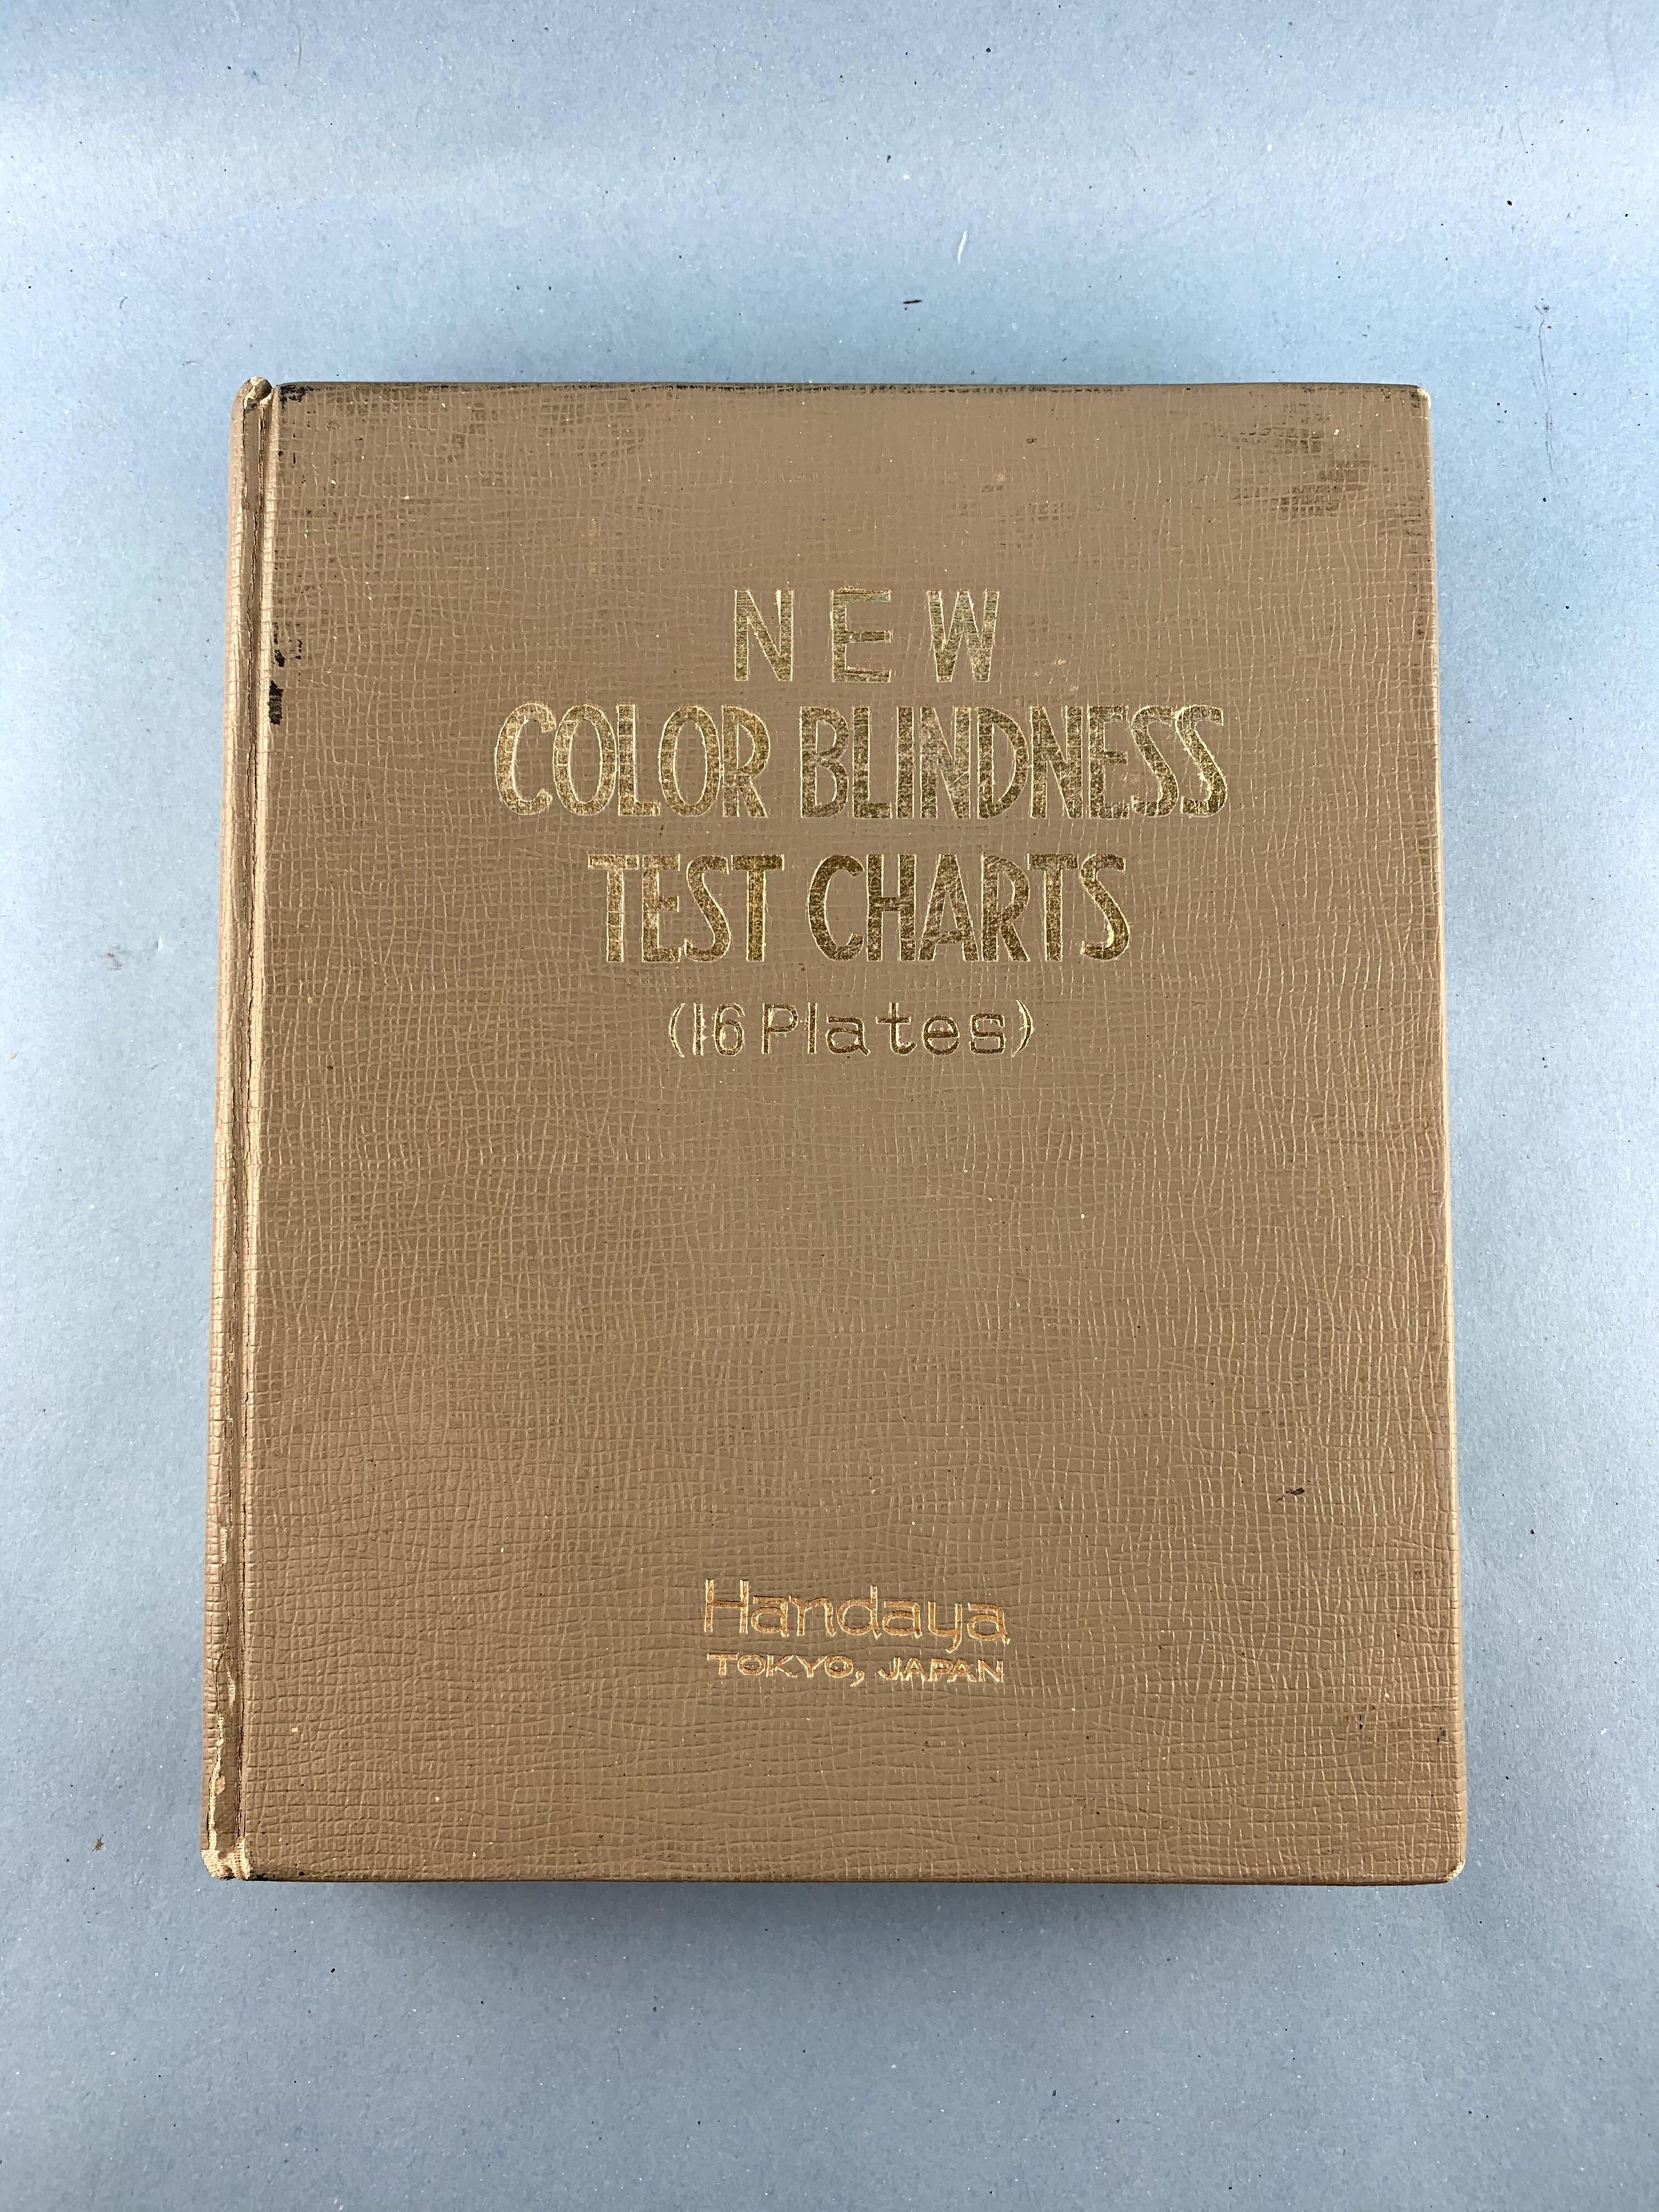 NEW
COLOR BLINDNESS
TEST CHARTS
(16 Plates)
Handaya
TOKYO, JAPAN